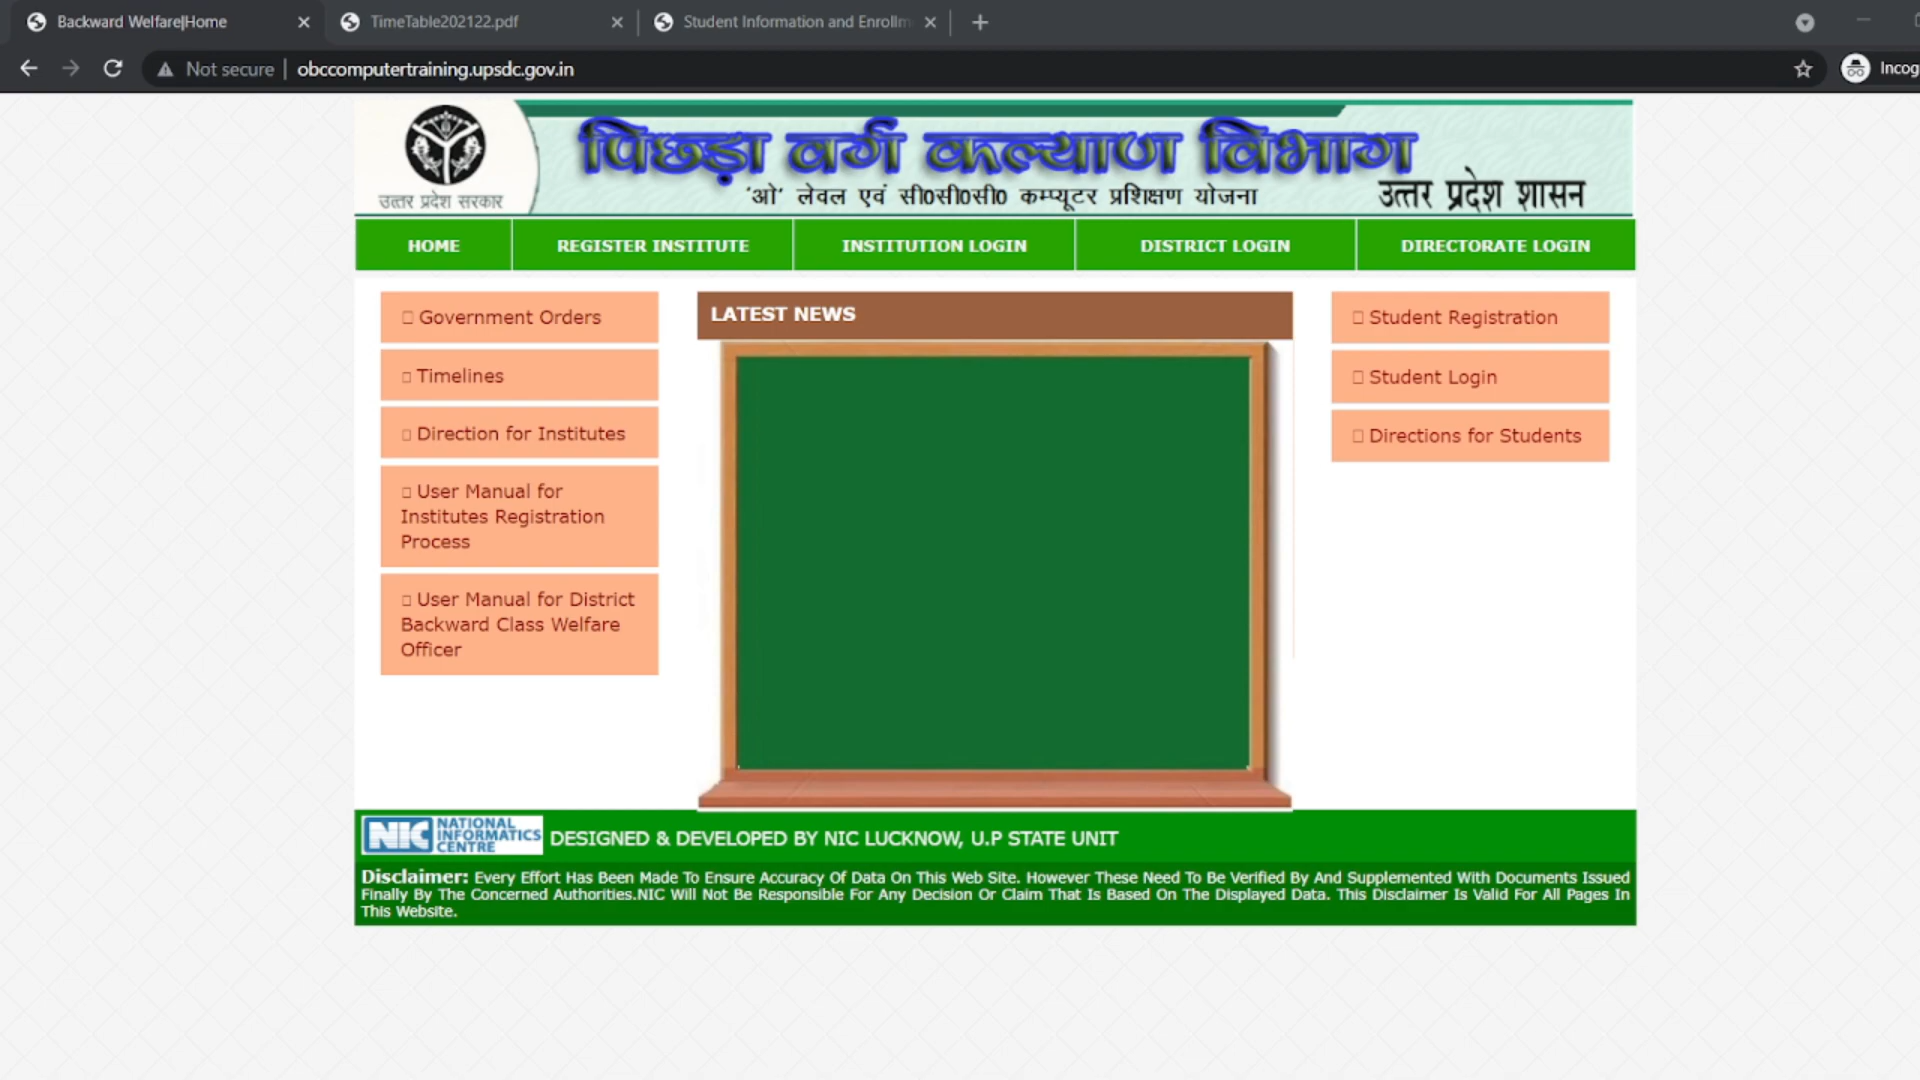 Backward Welfare|Home
TimeTable202122.pdf
Student Information and Enrollm
Not secure
obccomputertraining.upsdc.gov.in
Incog
उत्तर प्रदेश सरकार
पिछड़ा वर्ग कल्याण विभाग
'ओ' लेवल एवं सी0सी0सी0 कम्प्यूटर प्रशिक्षण योजना
उत्तर प्रदेश शासन
HOME
REGISTER INSTITUTE
INSTITUTION LOGIN
DISTRICT LOGIN
DIRECTORATE LOGIN
Government Orders
Timelines
Direction for Institutes
User Manual for
Institutes Registration
Process
User Manual for District
Backward Class Welfare
Officer
LATEST NEWS
Student Registration
Student Login
Directions for Students
NIC
NATIONAL
INFORMATICS
CENTRE
DESIGNED & DEVELOPED BY NIC LUCKNOW, U.P STATE UNIT
Disclaimer: Every Effort Has Been Made To Ensure Accuracy Of Data On This Web Site. However These Need To Be Verified By And Supplemented With Documents Issued
Finally By The Concerned Authorities.NIC Will Not Be Responsible For Any Decision Or Claim That Is Based On The Displayed Data. This Disclaimer Is Valid For All Pages In
This Website.